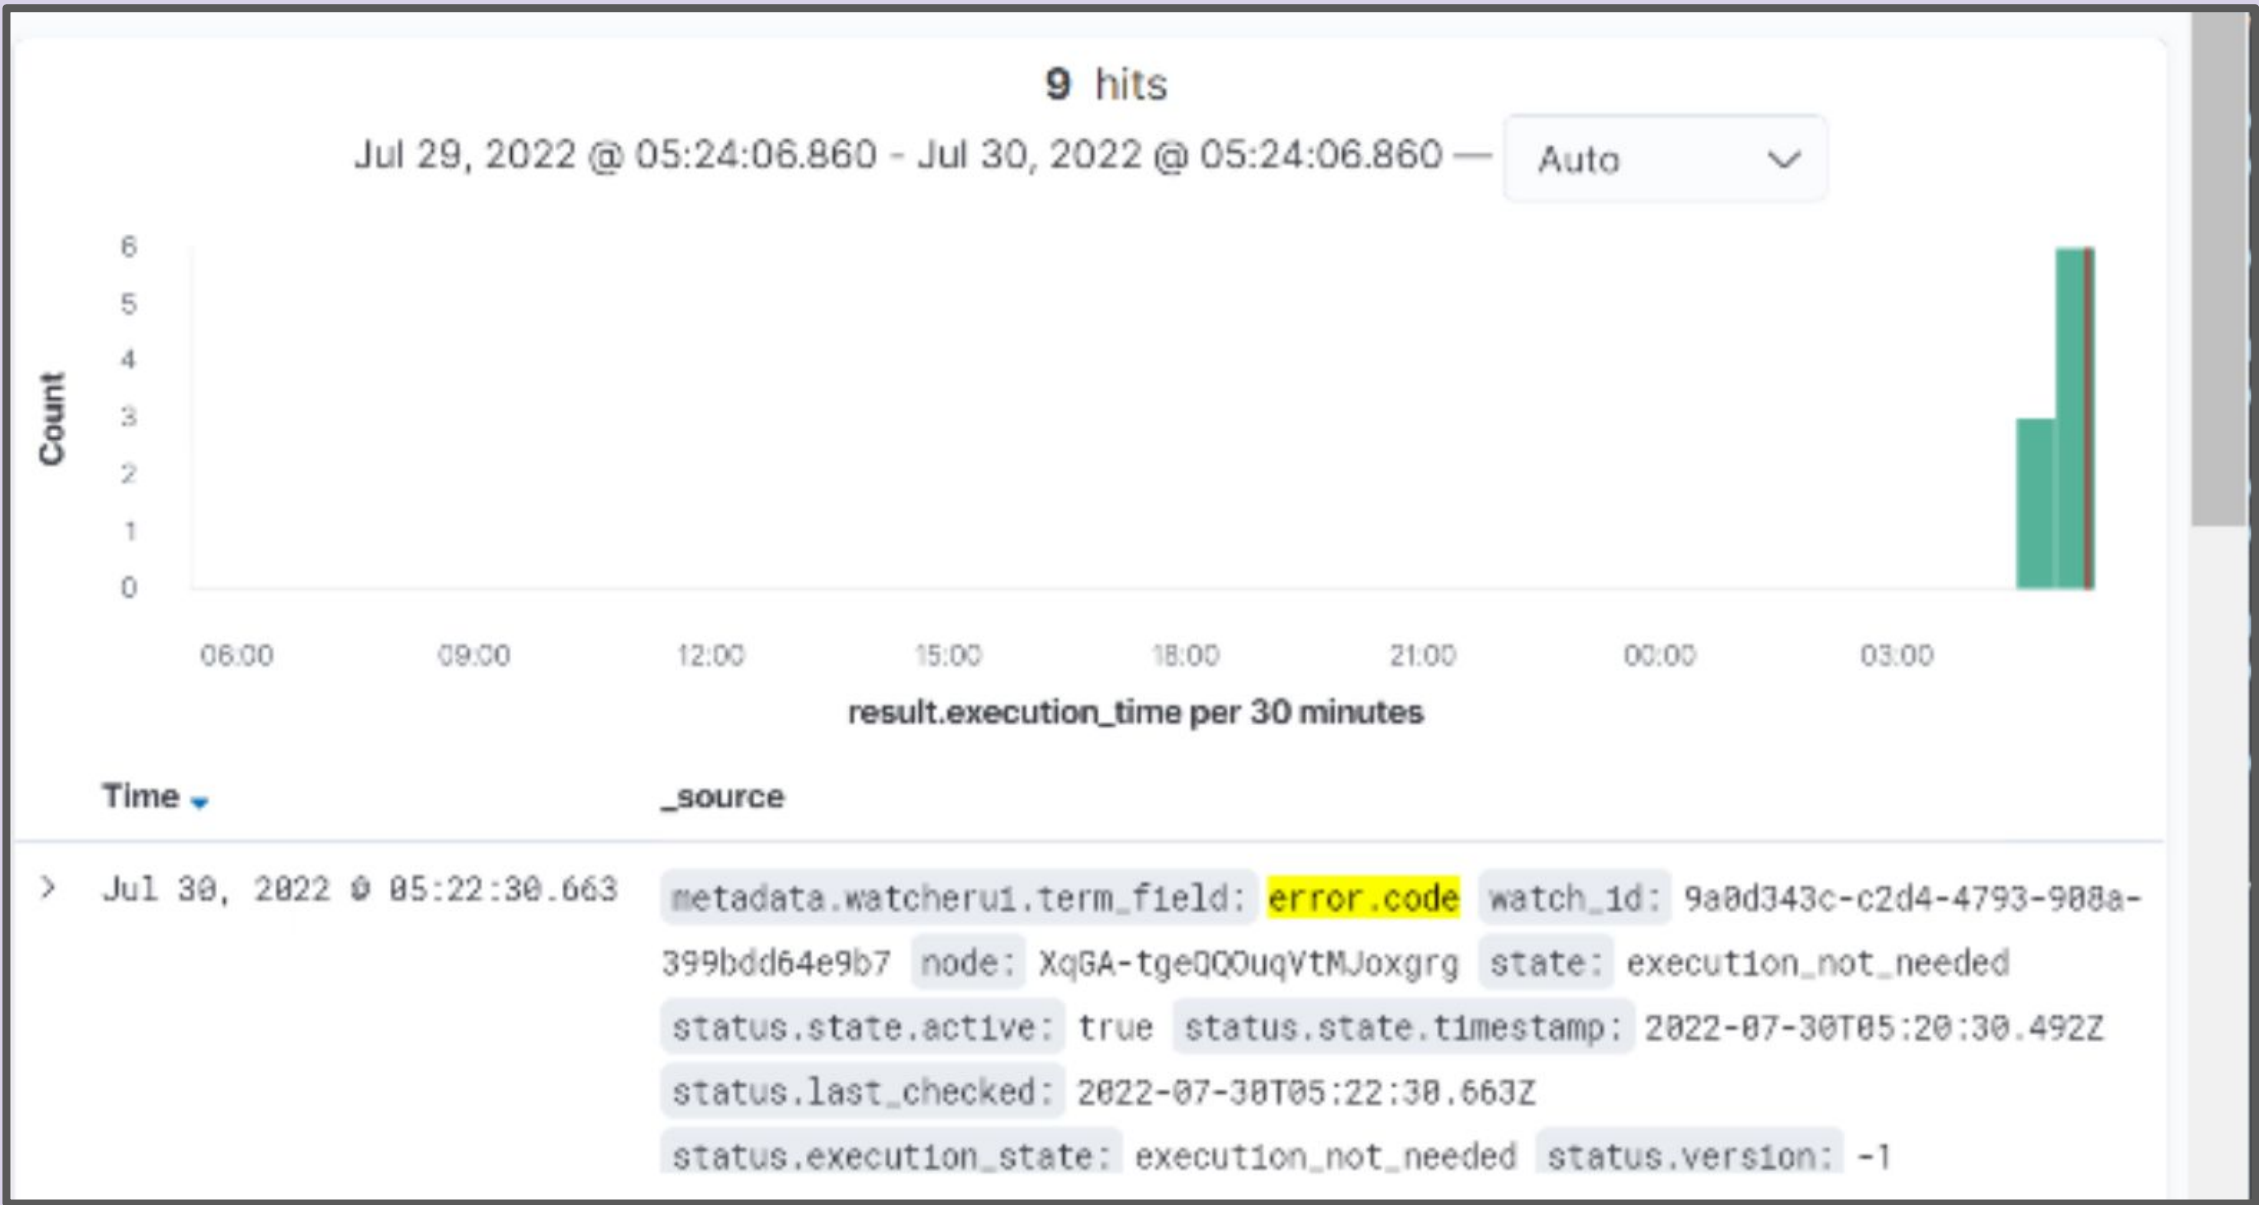 9 hits
Jul 29, 2022 @ 05:24:06.860 - Jul 30, 2022 @ 05:24:06.860 — Auto
Count
6
5
4
3
2
1
0
06:00 09:00 12:00 15:00 18:00 21:00 00:00 03:00
result.execution_time per 30 minutes
Time _source
Jul 30, 2022 @ 05:22:30.663 metadata.watcherui.term_field: error.code watch_id: 9a0d343c-c2d4-4793-908a-
399bdd64e9b7 node: XqGA-tgeQQOuqVtMJoxgrg state: execution_not_needed
status.state.active: true status.state.timestamp: 2022-07-30T05:20:30.492Z
status.last_checked: 2022-07-30T05:22:30.663Z
status.execution_state: execution_not_needed status.version: -1